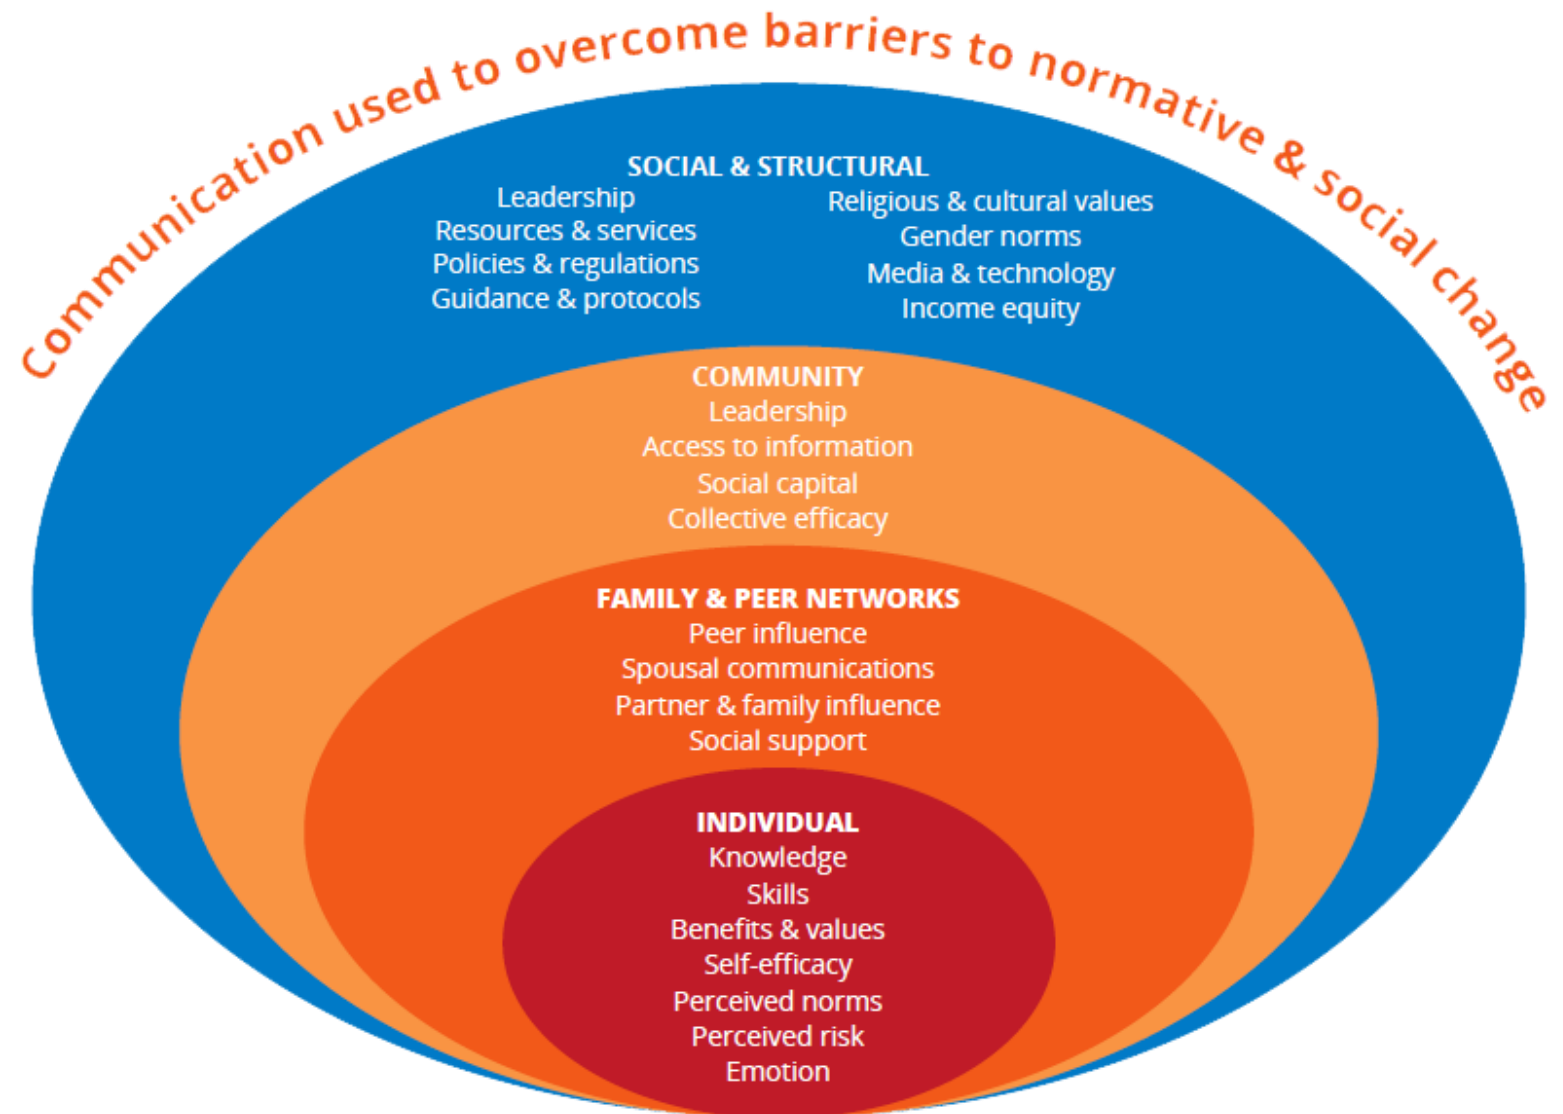 Communication used to overcome barriers to normative & social change
SOCIAL & STRUCTURAL
Leadership
Resources & services
Policies & regulations
Guidance & protocols
Religious & cultural values
Gender norms
Media & technology
Income equity
COMMUNITY
Leadership
Access to information
Social capital
Collective efficacy
FAMILY & PEER NETWORKS
Peer influence
Spousal communications
Partner & family influence
Social support
INDIVIDUAL
Knowledge
Skills
Benefits & values
Self-efficacy
Perceived norms
Perceived risk
Emotion